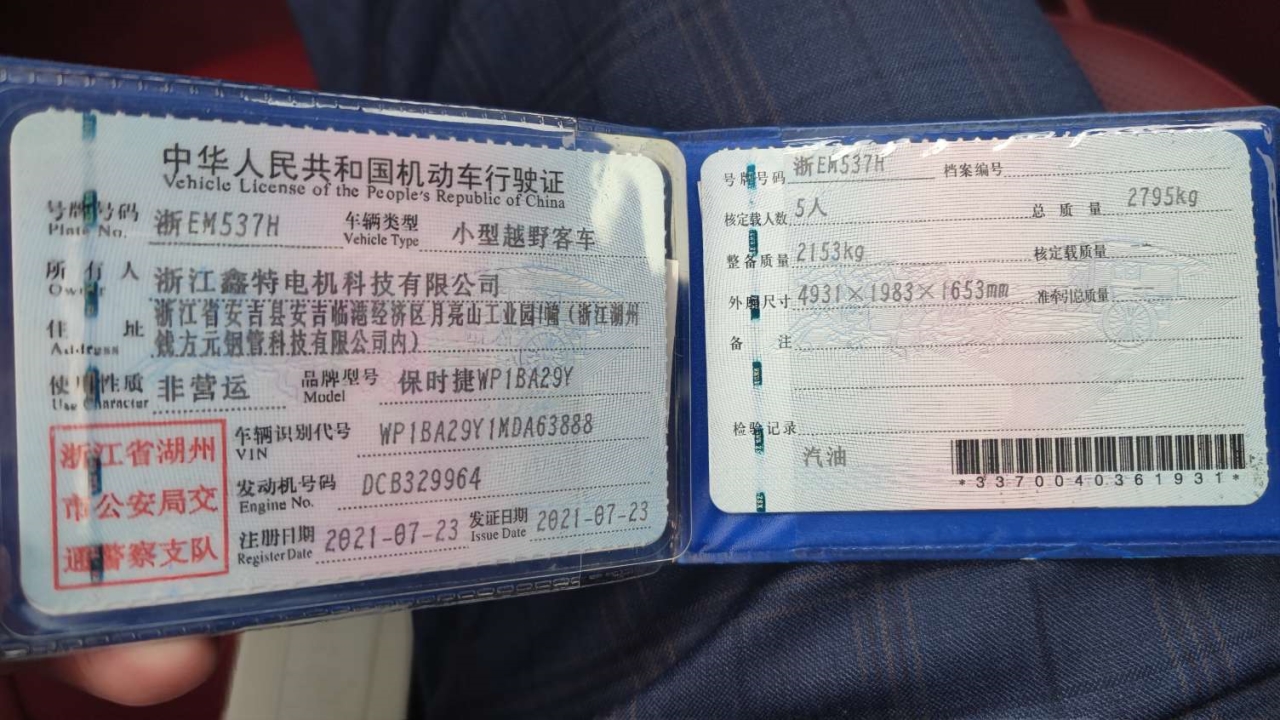 中华人民共和国机动车行驶证
Vehicle License of the People's Republic of China
号牌号码 浙EM537H 车辆类型 小型越野客车
Plate No. Vehicle Type
所有人 浙江鑫特电机科技有限公司
Owner
住址 浙江省安吉县安吉临港经济区月亮山工业园1幢(浙江湖州
Address 钱方元钢管科技有限公司内)
使用性质 非营运 品牌型号 保时捷WP1BA29Y
Use Character Model
浙江省湖州
市公安局交
通警察支队
车辆识别代号 WP1BA29Y1MDA63888
VIN
发动机号码 DCB329964
Engine No.
注册日期 2021-07-23 发证日期 2021-07-23
Register Date Issue Date
号牌号码 浙EM537H 档案编号
核定载人数 5人 总质量 2795kg
整备质量 2153kg 核定载质量 --
外廓尺寸 4931×1983×1653mm 准牵引总质量 --
备注
检验记录
汽油
*3370040361931*